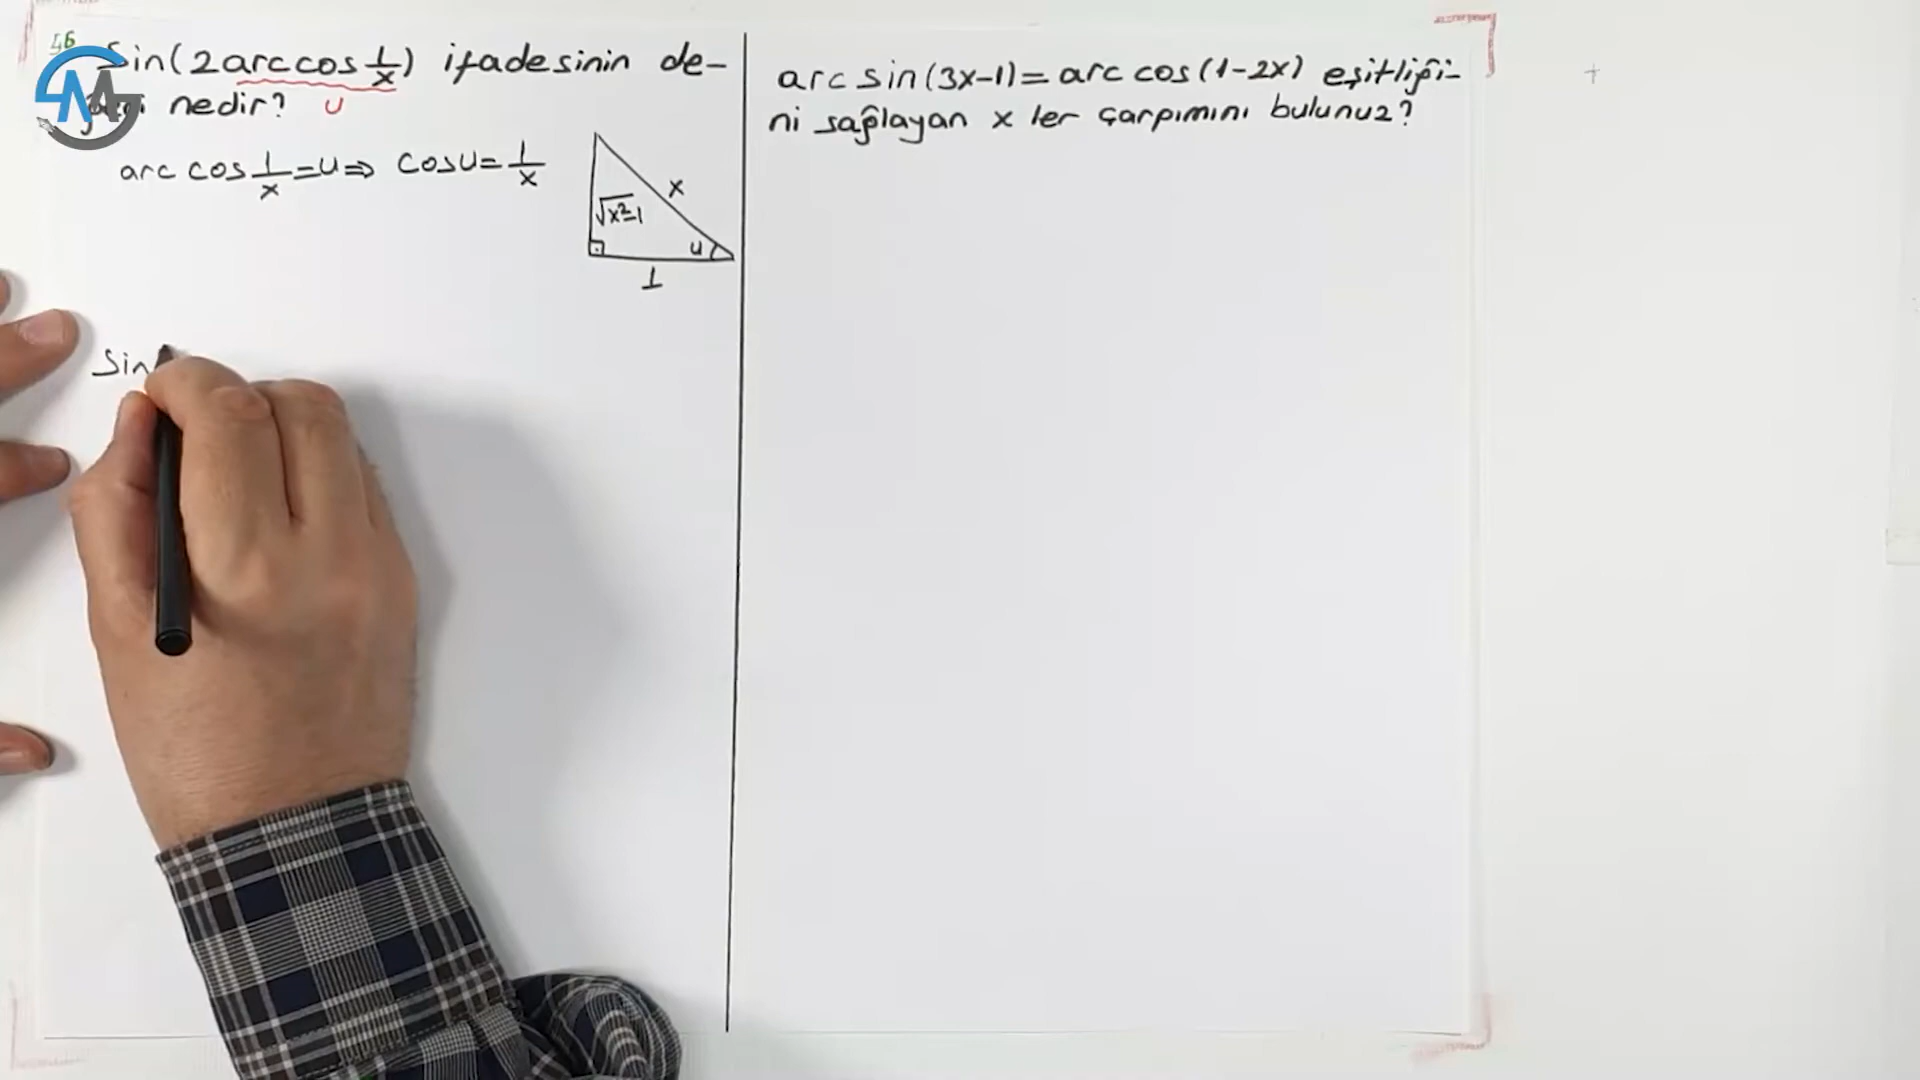 46
Sin(2arccos 1/x) ifadesinin de-
nedir? u
arc cos 1/x = u ⇒ cosu = 1/x
x
√x²-1
u
1
Sin
arc sin(3x-1) = arc cos(1-2x) eşitliği-
ni sağlayan x ler çarpımını bulunuz?